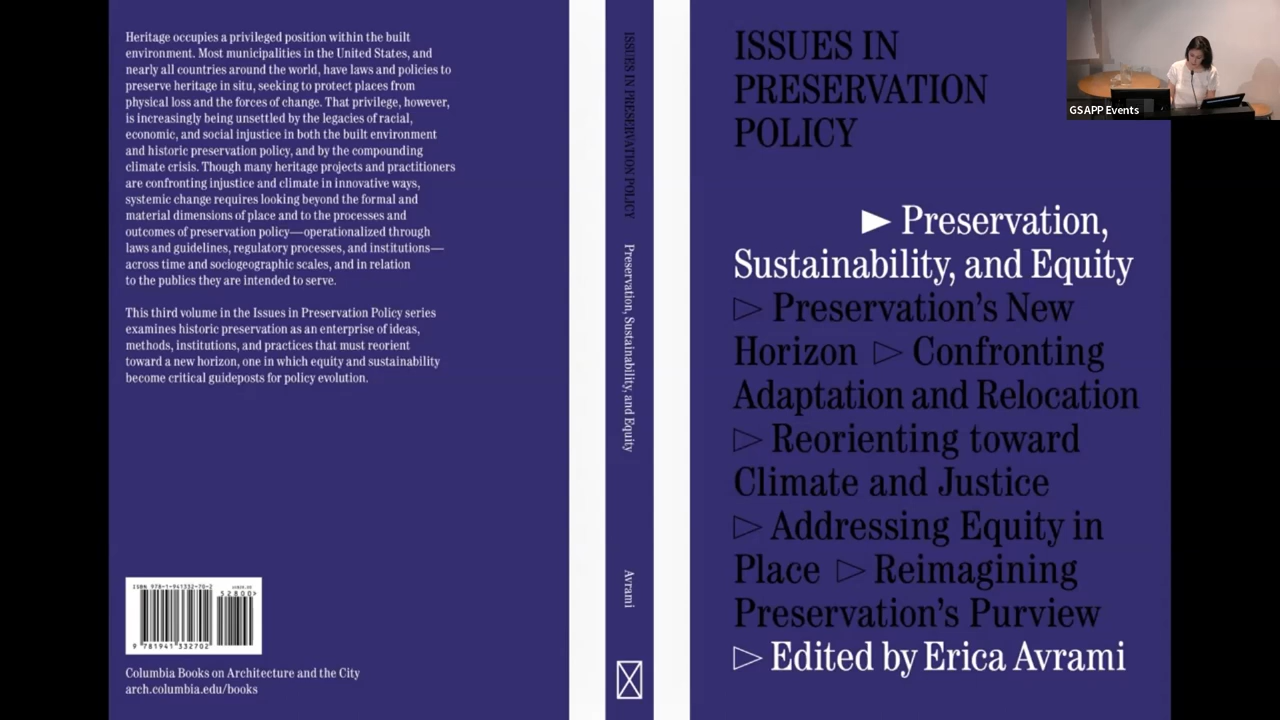 Heritage occupies a privileged position within the built
environment. Most municipalities in the United States, and
nearly all countries around the world, have laws and policies to
preserve heritage in situ, seeking to protect places from
physical loss and the forces of change. That privilege, however,
is increasingly being unsettled by the legacies of racial,
economic, and social injustice in both the built environment
and historic preservation policy, and by the compounding
climate crisis. Though many heritage projects and practitioners
are confronting injustice and climate in innovative ways,
systemic change requires looking beyond the formal and
material dimensions of place and to the processes and
outcomes of preservation policy—operationalized through
laws and guidelines, regulatory processes, and institutions—
across time and sociogeographic scales, and in relation
to the publics they are intended to serve.
This third volume in the Issues in Preservation Policy series
examines historic preservation as an enterprise of ideas,
methods, institutions, and practices that must reorient
toward a new horizon, one in which equity and sustainability
become critical guideposts for policy evolution.
ISBN 978-1-941332-70-2
52800>
9 781941 332702
Columbia Books on Architecture and the City
arch.columbia.edu/books
ISSUES IN PRESERVATION POLICY
Preservation, Sustainability, and Equity
Avrami
ISSUES IN
PRESERVATION
POLICY
▶ Preservation,
Sustainability, and Equity
▷ Preservation's New
Horizon ▷ Confronting
Adaptation and Relocation
▷ Reorienting toward
Climate and Justice
▷ Addressing Equity in
Place ▷ Reimagining
Preservation's Purview
▷ Edited by Erica Avrami
GSAPP Events